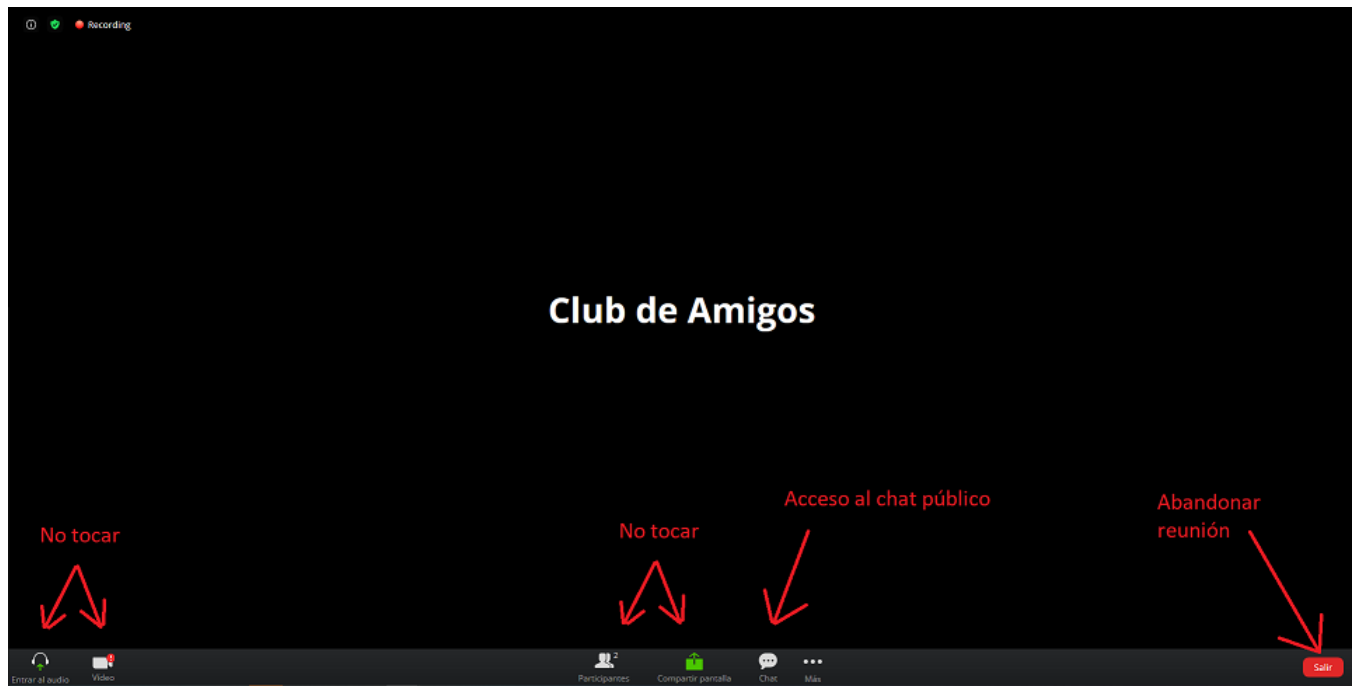 Recording
Club de Amigos
Acceso al chat público
Abandonar
reunión
No tocar
No tocar
2
Entrar al audio
Video
Participantes
Compartir pantalla
Chat
Más
Salir